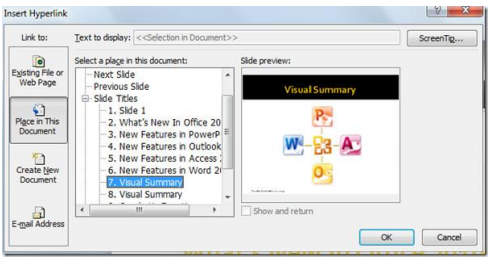 Insert Hyperlink
Link to:
Text to display: <<Selection in Document>>
ScreenTip...
Select a place in this document:
Slide preview:
Existing File or
Web Page
Place in This
Document
Create New
Document
E-mail Address
Next Slide
Previous Slide
Slide Titles
1. Slide 1
2. What's New In Office 20
3. New Features in PowerP
4. New Features in Outlook
5. New Features in Access
6. New Features in Word 20
7. Visual Summary
8. Visual Summary
Visual Summary
Show and return
OK
Cancel